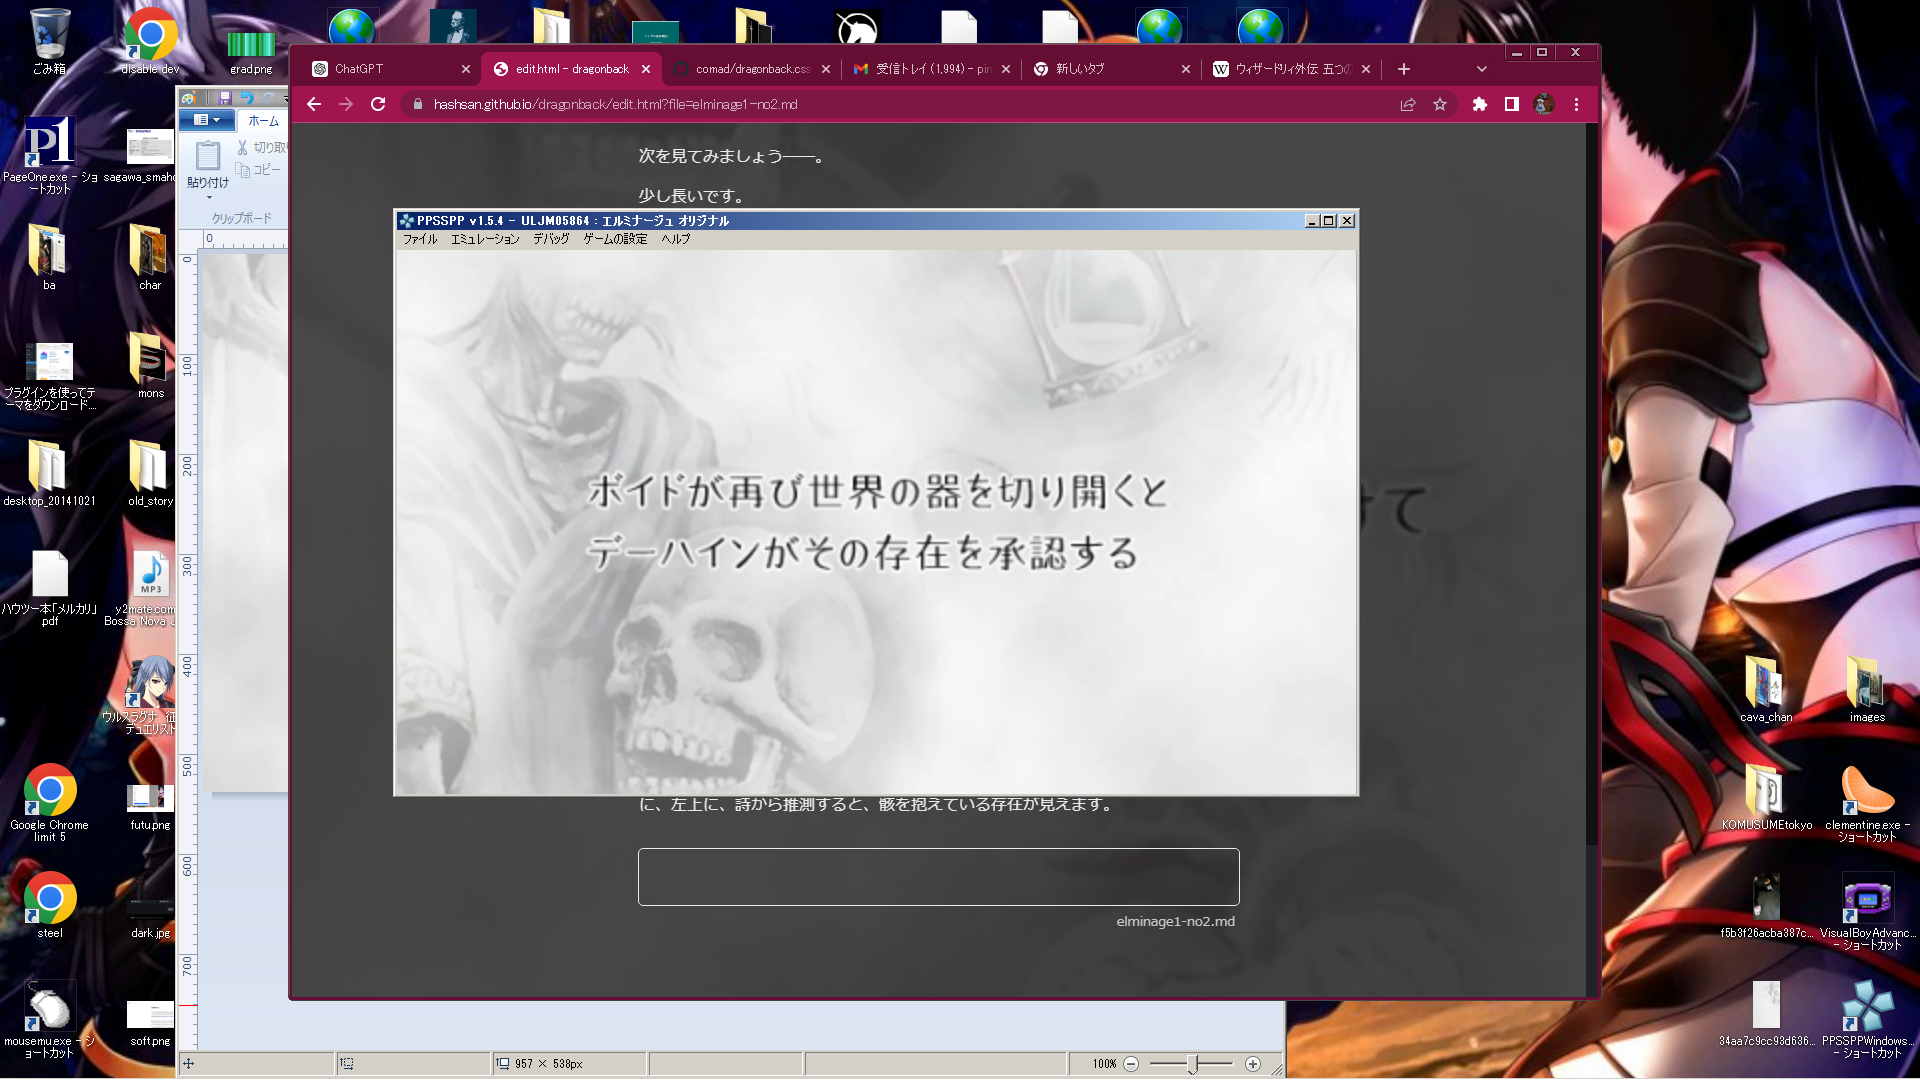 ごみ箱
disable dev
grad.png
PageOne.exe - ショ
ートカット
sagawa_smaho
ba
char
プラグインを使ってテ
ーマをダウンロード....
mons
desktop_20141021
old_story
ハウツー本「メルカリ」
.pdf
y2mate.com
Bossa Nova J
ウルスラグナ 征
デュエリスト
Google Chrome
limit 5
futu.png
steel
dark.jpg
mousemu.exe - シ
ョートカット
soft.png
ホーム
貼り付け
切り取り
コピー
クリップボード
0
0
100
200
300
400
500
600
700
957 × 538px
100%
ChatGPT
edit.html - dragonback
comad/dragonback.css
受信トレイ (1,994) - pin
新しいタブ
ウィザードリィ外伝 五つの
hashsan.github.io/dragonback/edit.html?file=elminage1-no2.md
次を見てみましょう――。
少し長いです。
PPSSPP v1.5.4 - ULJM05864 : エルミナージュ オリジナル
ファイル エミュレーション デバッグ ゲームの設定 ヘルプ
ボイドが再び世界の器を切り開くと
デーハインがその存在を承認する
けて
に、左上に、詩から推測すると、骸を抱えている存在が見えます。
elminage1-no2.md
cava_chan
images
KOMUSUMEtokyo
clementine.exe -
ショートカット
f5b3f26acba387c...
VisualBoyAdvanc...
- ショートカット
34aa7c9cc93d636...
PPSSPPWindows...
- ショートカット